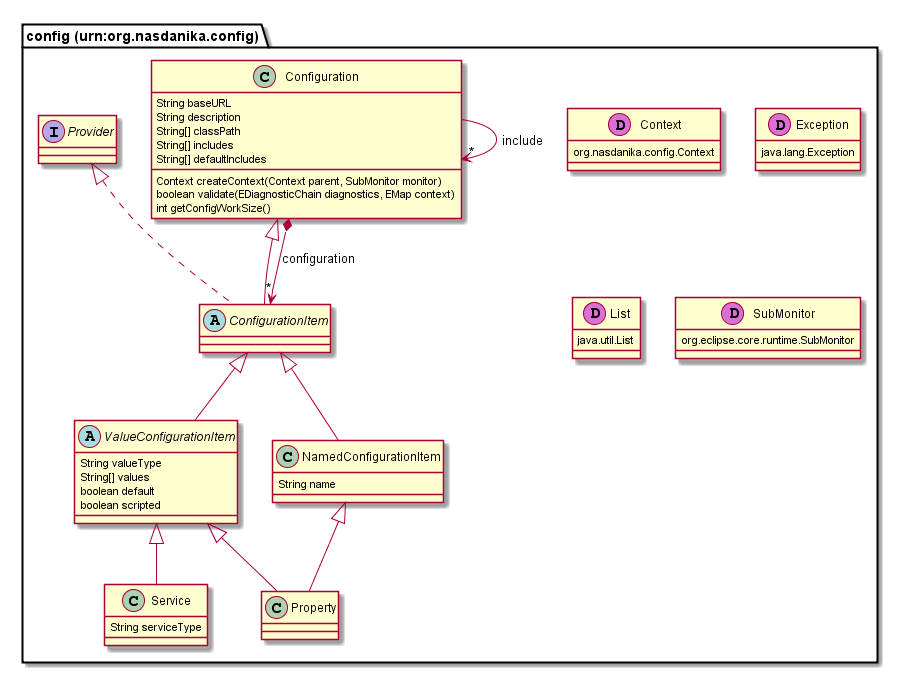 config (urn:org.nasdanika.config)
C Configuration
String baseURL
String description
String[] classPath
String[] includes
String[] defaultIncludes
Context createContext(Context parent, SubMonitor monitor)
boolean validate(EDiagnosticChain diagnostics, EMap context)
int getConfigWorkSize()
I Provider
include
*
D Context
org.nasdanika.config.Context
D Exception
java.lang.Exception
configuration
*
A ConfigurationItem
D List
java.util.List
D SubMonitor
org.eclipse.core.runtime.SubMonitor
A ValueConfigurationItem
String valueType
String[] values
boolean default
boolean scripted
C NamedConfigurationItem
String name
C Service
String serviceType
C Property